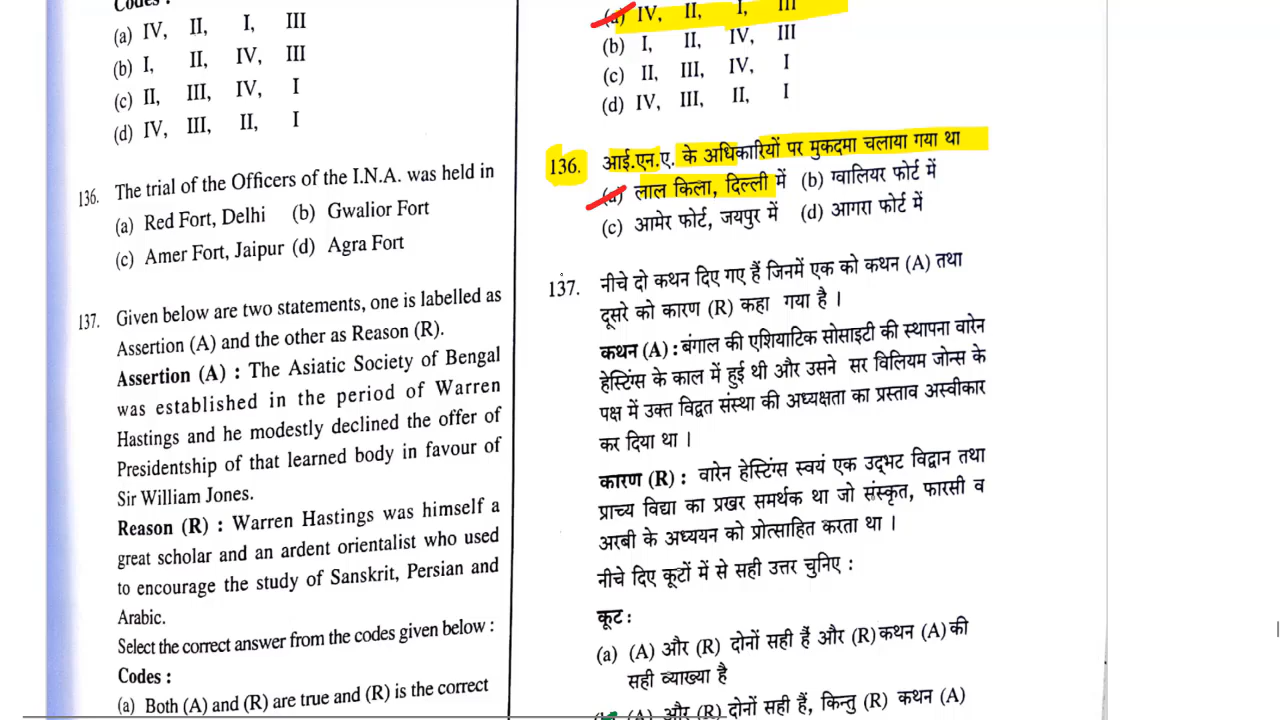 Codes :
(a) IV, II, I, III
(b) I, II, IV, III
(c) II, III, IV, I
(d) IV, III, II, I
136. The trial of the Officers of the I.N.A. was held in
(a) Red Fort, Delhi (b) Gwalior Fort
(c) Amer Fort, Jaipur (d) Agra Fort
137. Given below are two statements, one is labelled as
Assertion (A) and the other as Reason (R).
Assertion (A) : The Asiatic Society of Bengal
was established in the period of Warren
Hastings and he modestly declined the offer of
Presidentship of that learned body in favour of
Sir William Jones.
Reason (R) : Warren Hastings was himself a
great scholar and an ardent orientalist who used
to encourage the study of Sanskrit, Persian and
Arabic.
Select the correct answer from the codes given below :
Codes :
(a) Both (A) and (R) are true and (R) is the correct
(a) IV, II, I, III
(b) I, II, IV, III
(c) II, III, IV, I
(d) IV, III, II, I
136. आई.एन.ए. के अधिकारियों पर मुकदमा चलाया गया था
(a) लाल किला, दिल्ली में (b) ग्वालियर फोर्ट में
(c) आमेर फोर्ट, जयपुर में (d) आगरा फोर्ट में
137. नीचे दो कथन दिए गए हैं जिनमें एक को कथन (A) तथा
दूसरे को कारण (R) कहा गया है ।
कथन (A) : बंगाल की एशियाटिक सोसाइटी की स्थापना वारेन
हेस्टिंग्स के काल में हुई थी और उसने सर विलियम जोन्स के
पक्ष में उक्त विद्वत संस्था की अध्यक्षता का प्रस्ताव अस्वीकार
कर दिया था ।
कारण (R) : वारेन हेस्टिंग्स स्वयं एक उद्भट विद्वान तथा
प्राच्य विद्या का प्रखर समर्थक था जो संस्कृत, फारसी व
अरबी के अध्ययन को प्रोत्साहित करता था ।
नीचे दिए कूटों में से सही उत्तर चुनिए :
कूट :
(a) (A) और (R) दोनों सही हैं और (R) कथन (A) की
सही व्याख्या है
(b) (A) और (R) दोनों सही हैं, किन्तु (R) कथन (A)